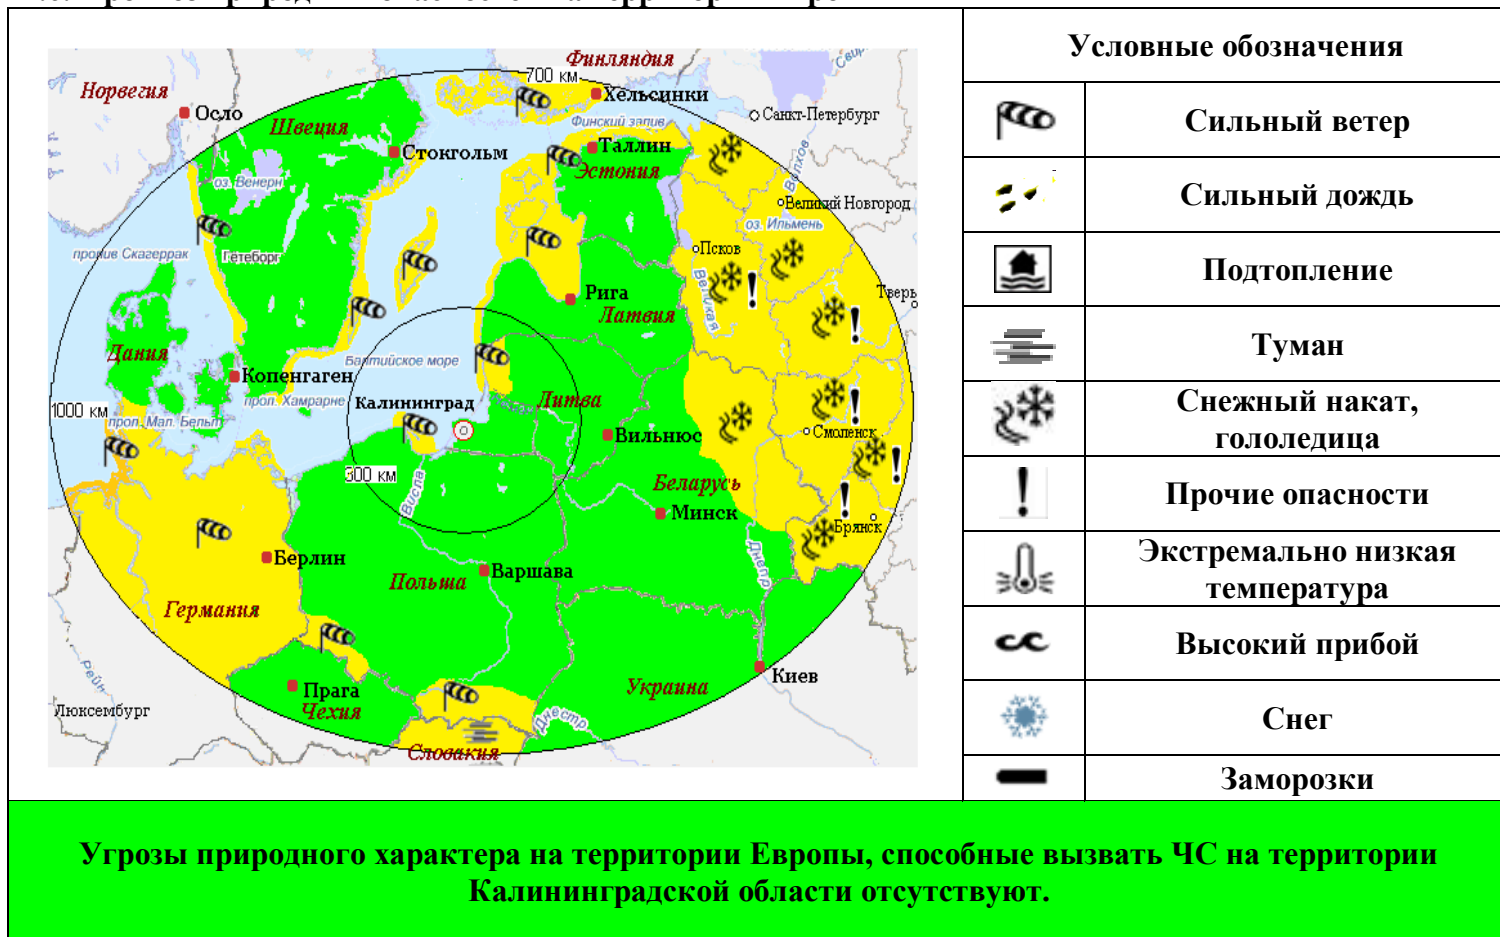 Условные обозначения
Сильный ветер
Сильный дождь
Подтопление
Туман
Снежный накат,
гололедица
Прочие опасности
Экстремально низкая
температура
Высокий прибой
Снег
Заморозки
Финляндия
700 км
Норвегия
Хельсинки
Осло
Санкт-Петербург
Швеция
Финский залив
Таллин
Стокгольм
Волхов
Эстония
оз. Венерн
Великий Новгород
оз. Ильмень
Псков
пролив Скагеррак
Гетеборг
Великая
Рига
Тверь
Латвия
Дания
Балтийское море
Копенгаген
прол. Хамрарне
Калининград
Литва
1000 км
прол. Мал. Бельт
Вильнюс
Смоленск
300 км
Висла
Беларусь
Минск
Брянск
Днепр
Берлин
Варшава
Польша
Германия
Рейн
Прага
Чехия
Украина
Киев
Люксембург
Днестр
Словакия
Угрозы природного характера на территории Европы, способные вызвать ЧС на территории
Калининградской области отсутствуют.